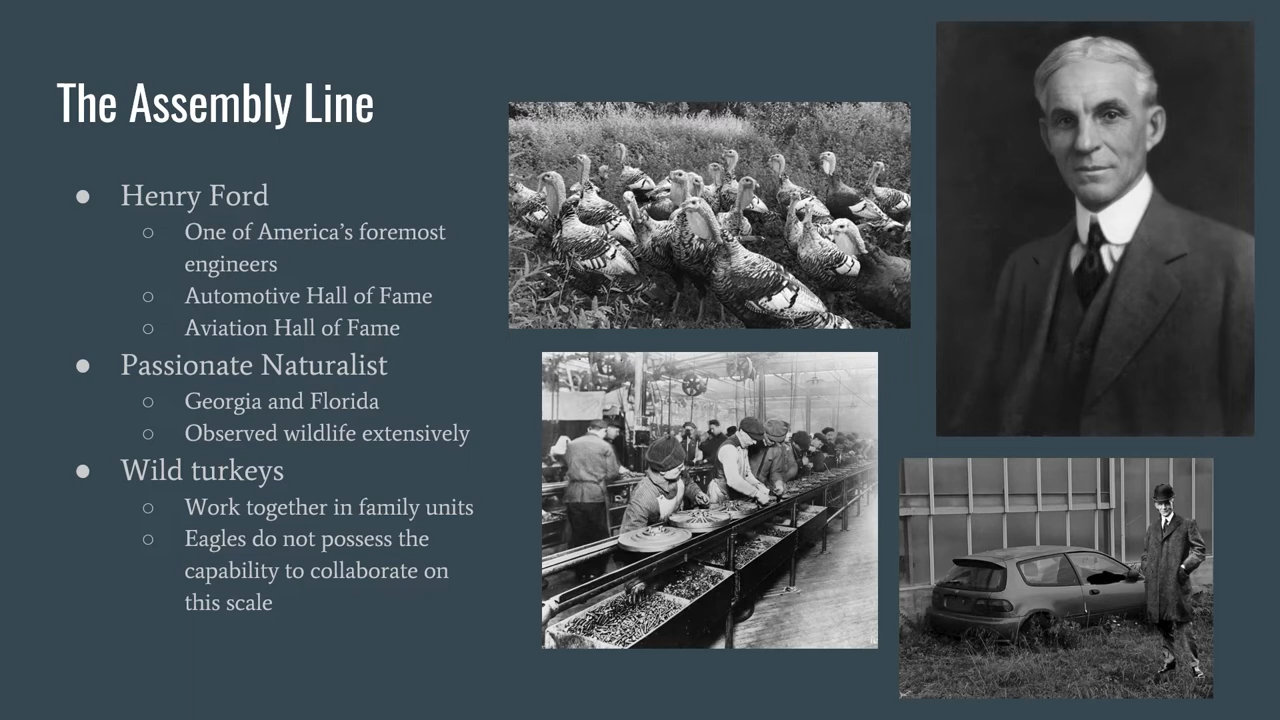 The Assembly Line
● Henry Ford
○ One of America’s foremost
engineers
○ Automotive Hall of Fame
○ Aviation Hall of Fame
● Passionate Naturalist
○ Georgia and Florida
○ Observed wildlife extensively
● Wild turkeys
○ Work together in family units
○ Eagles do not possess the
capability to collaborate on
this scale